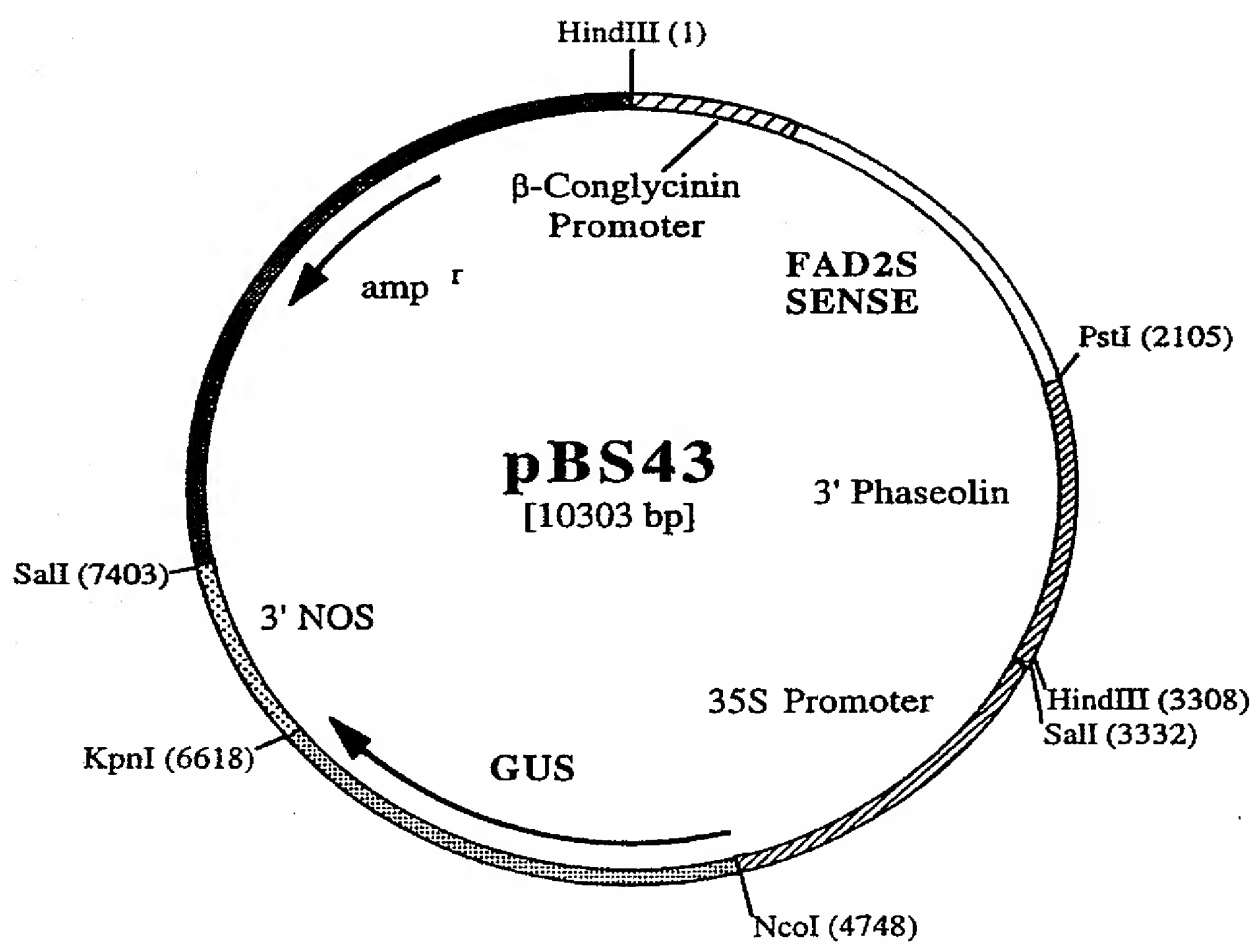 HindIII (1)
β-Conglycinin
Promoter
amp r
FAD2S
SENSE
PstI (2105)
pBS43
[10303 bp]
3' Phaseolin
SalI (7403)
3' NOS
35S Promoter
HindIII (3308)
SalI (3332)
KpnI (6618)
GUS
NcoI (4748)